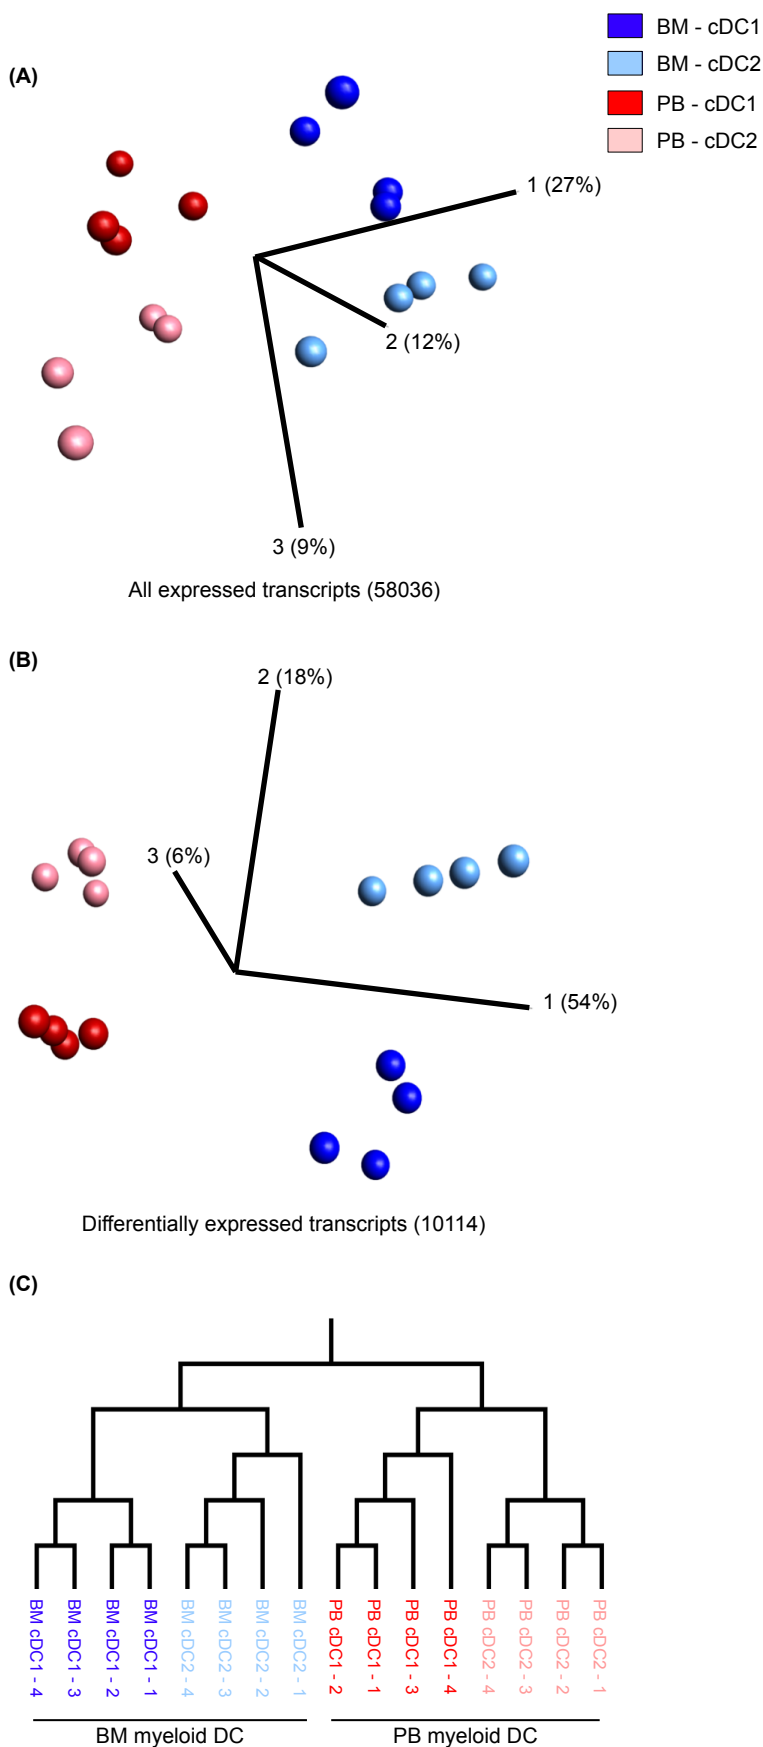 BM - cDC1
BM - cDC2
PB - cDC1
PB - cDC2
(A)
1 (27%)
2 (12%)
3 (9%)
All expressed transcripts (58036)
(B)
2 (18%)
3 (6%)
1 (54%)
Differentially expressed transcripts (10114)
(C)
BM cDC1 - 4
BM cDC1 - 3
BM cDC1 - 2
BM cDC1 - 1
BM cDC2 - 4
BM cDC2 - 3
BM cDC2 - 2
BM cDC2 - 1
PB cDC1 - 2
PB cDC1 - 1
PB cDC1 - 3
PB cDC1 - 4
PB cDC2 - 4
PB cDC2 - 3
PB cDC2 - 2
PB cDC2 - 1
BM myeloid DC
PB myeloid DC